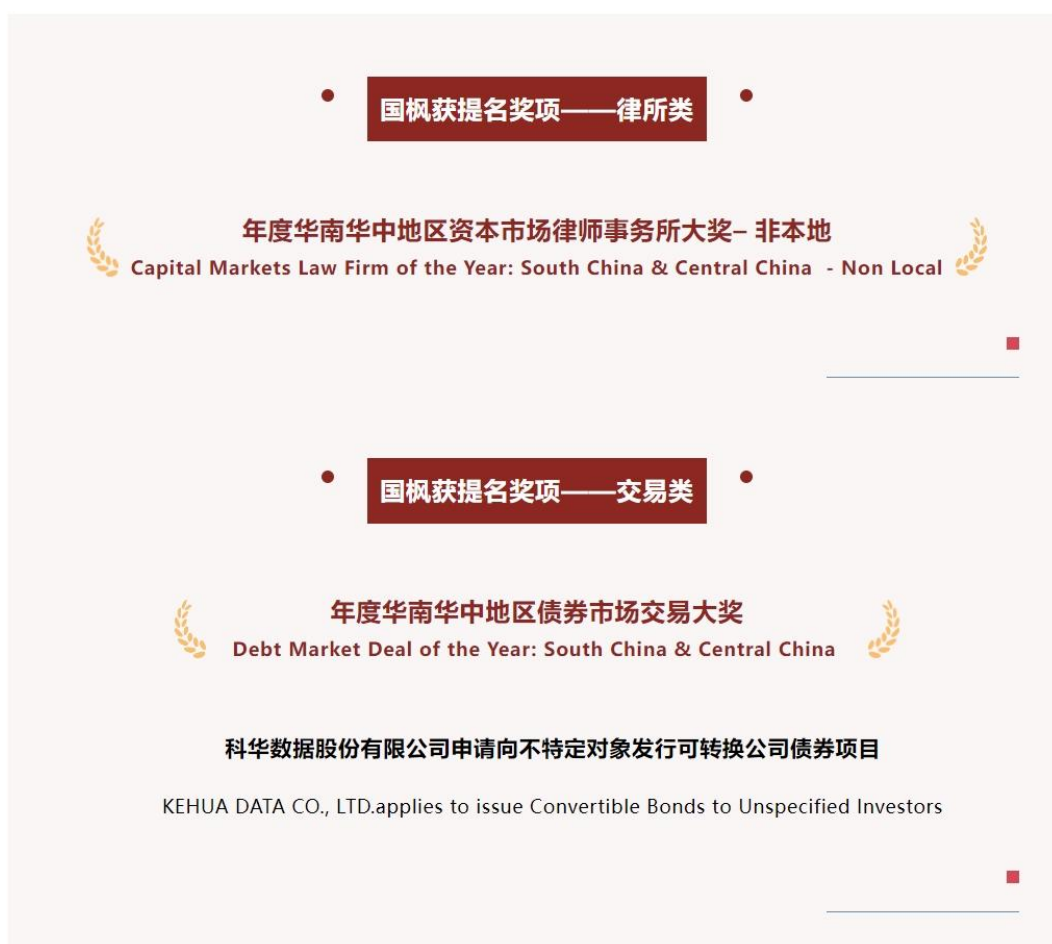 国枫获提名奖项——律所类
年度华南华中地区资本市场律师事务所大奖– 非本地
Capital Markets Law Firm of the Year: South China & Central China - Non Local
国枫获提名奖项——交易类
年度华南华中地区债券市场交易大奖
Debt Market Deal of the Year: South China & Central China
科华数据股份有限公司申请向不特定对象发行可转换公司债券项目
KEHUA DATA CO., LTD.applies to issue Convertible Bonds to Unspecified Investors